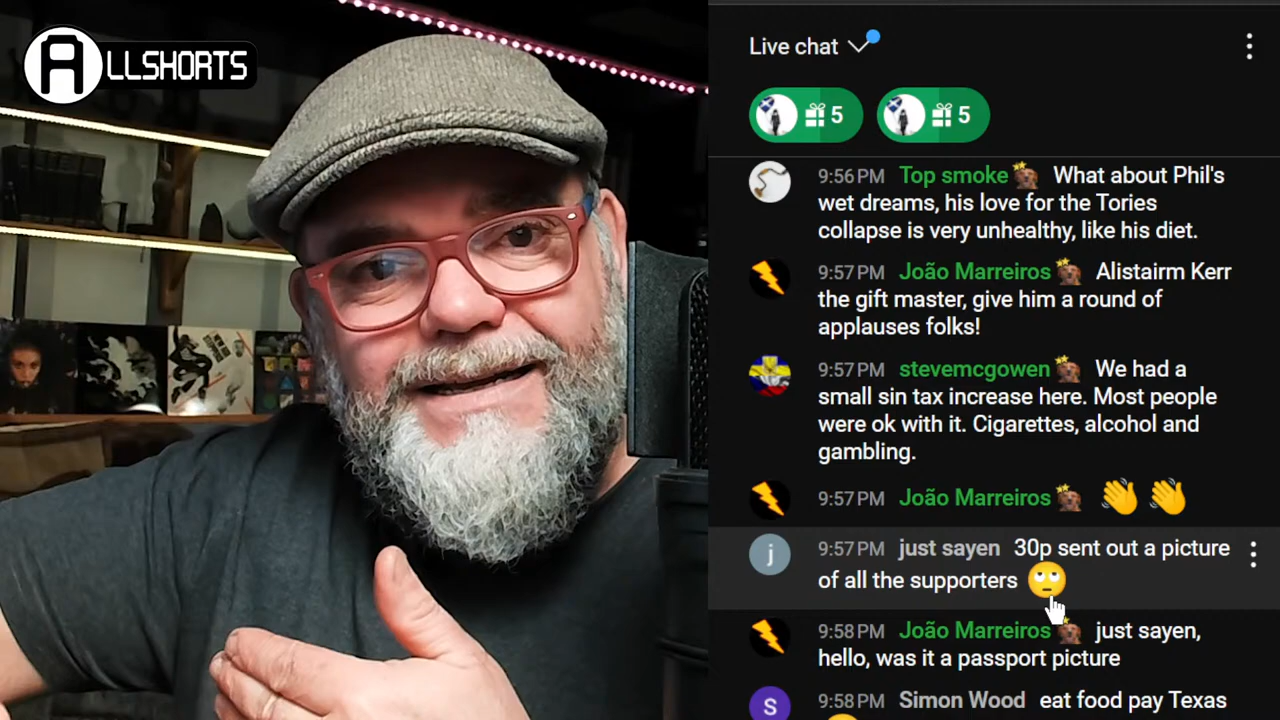 ALLSHORTS
Live chat
5 5
9:56 PM Top smoke What about Phil's
wet dreams, his love for the Tories
collapse is very unhealthy, like his diet.
9:57 PM João Marreiros Alistairm Kerr
the gift master, give him a round of
applauses folks!
9:57 PM stevemcgowen We had a
small sin tax increase here. Most people
were ok with it. Cigarettes, alcohol and
gambling.
9:57 PM João Marreiros 👋 👋
j 9:57 PM just sayen 30p sent out a picture
of all the supporters 🙄
9:58 PM João Marreiros just sayen,
hello, was it a passport picture
S 9:58 PM Simon Wood eat food pay Texas